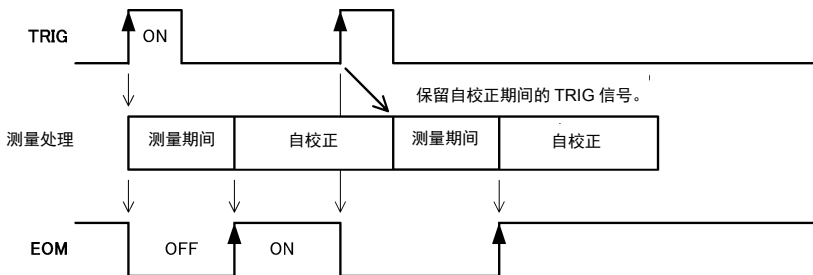 TRIG
ON
保留自校正期间的 TRIG 信号。
测量处理
测量期间
自校正
测量期间
自校正
EOM
OFF
ON